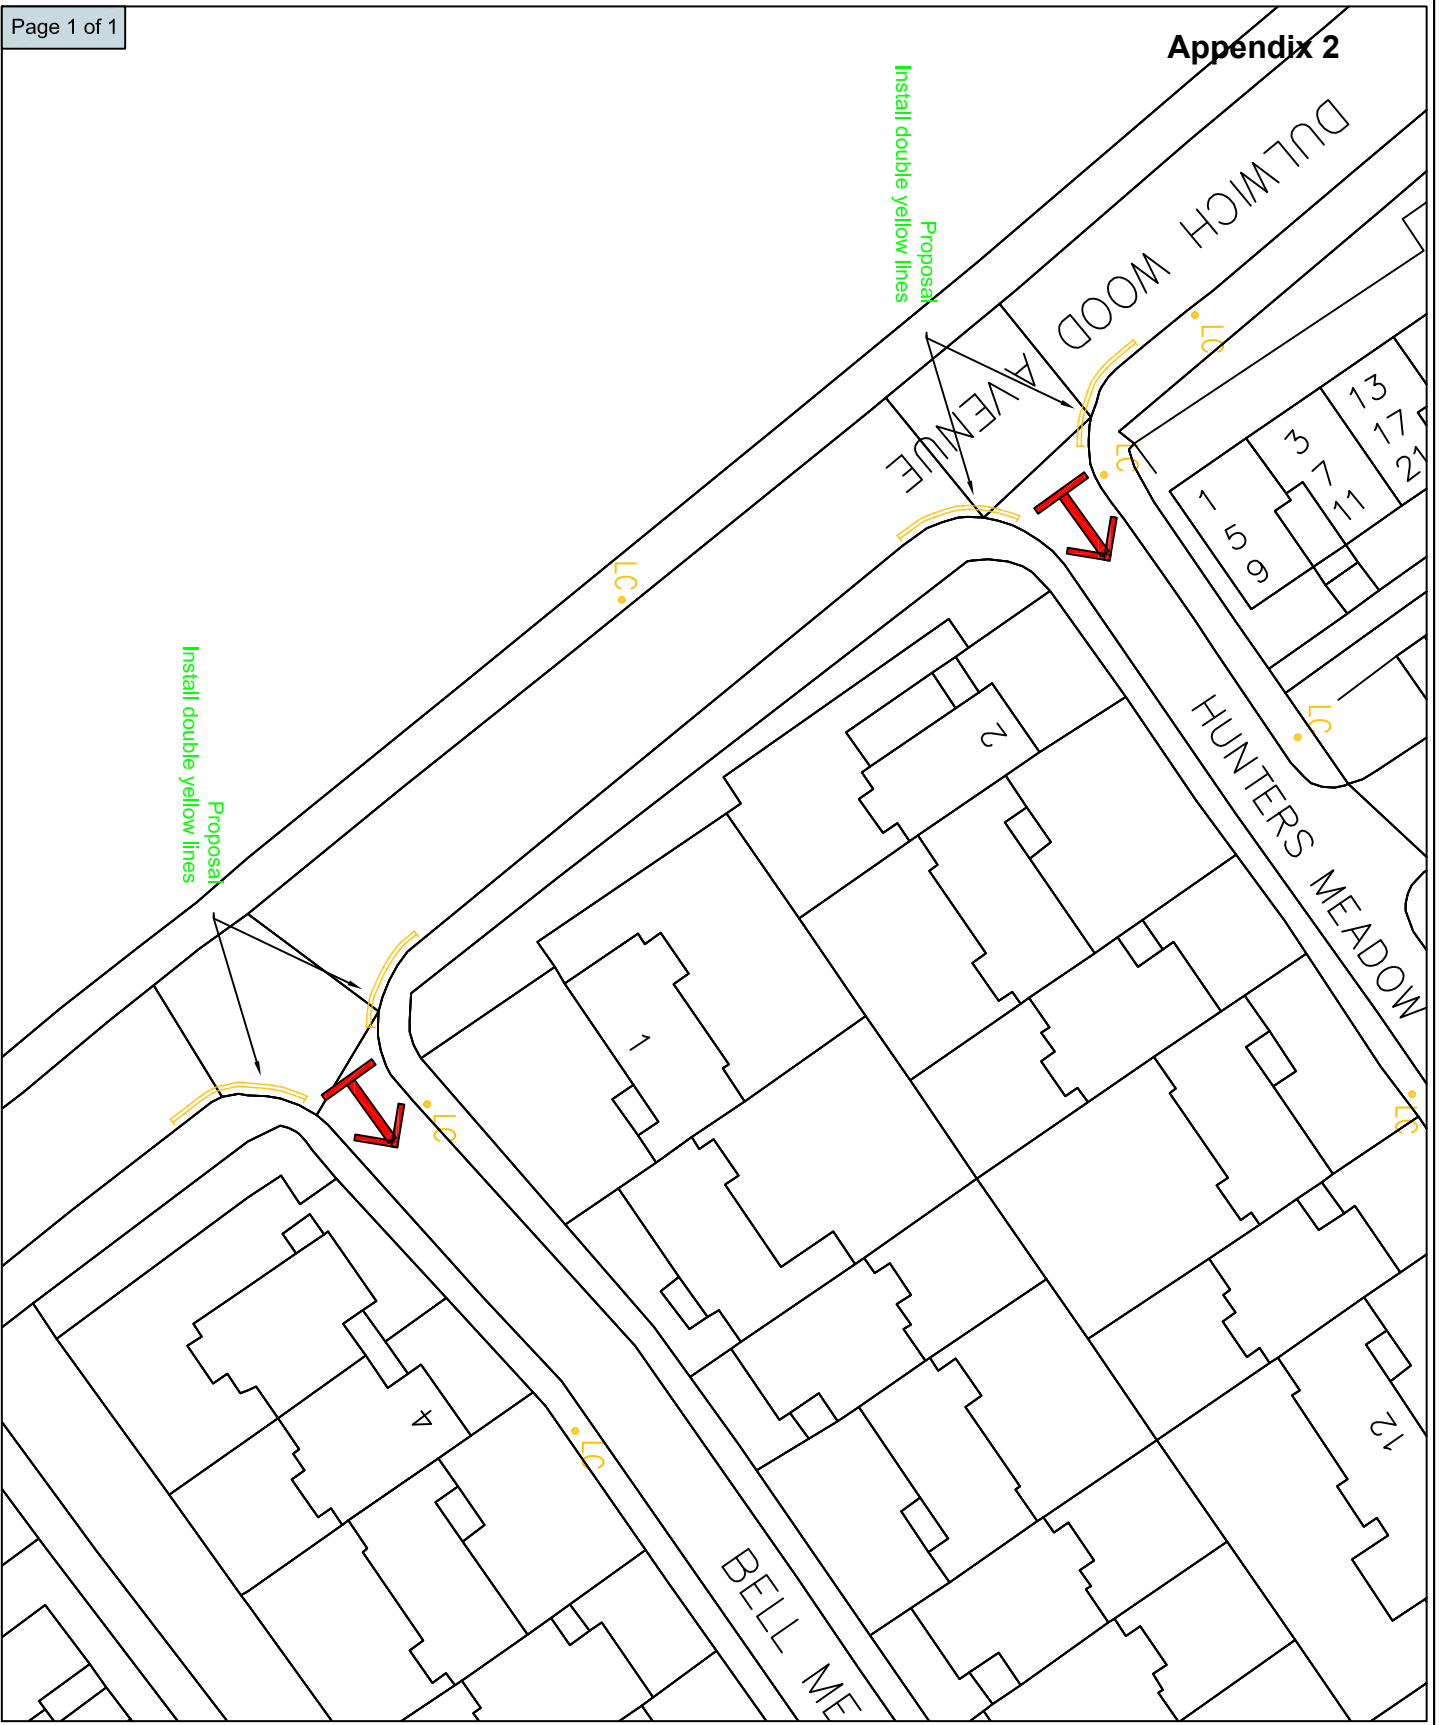 Page 1 of 1
Appendix 2
DULWICH WOOD
AVENUE
Proposal
Install double yellow lines
LC
LC
LC
LC
1
5
9
3
7
11
13
17
21
2
HUNTERS MEADOW
Proposal
Install double yellow lines
LC
LC
LC
1
4
12
BELL ME